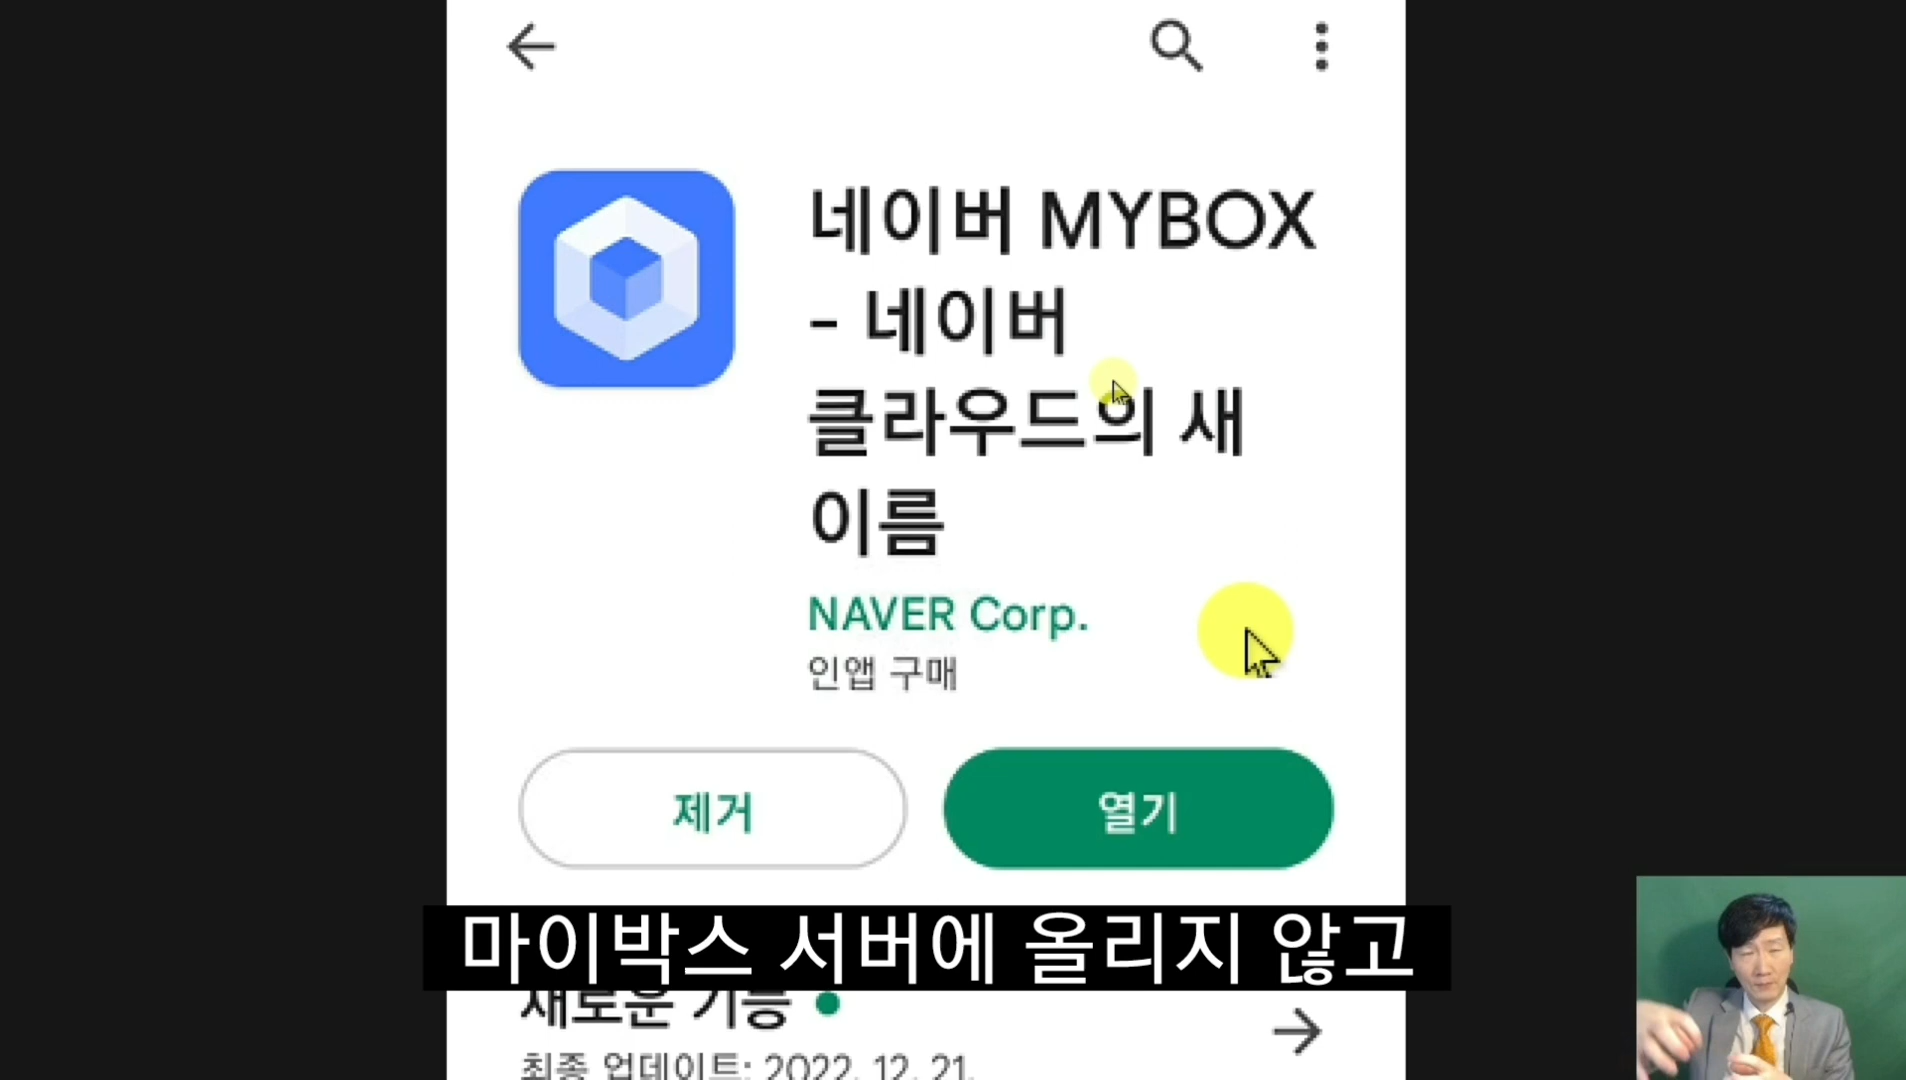 네이버 MYBOX
- 네이버
클라우드의 새
이름
NAVER Corp.
인앱 구매
제거
열기
마이박스 서버에 올리지 않고
새로운 기능
최종 업데이트: 2022. 12. 21.